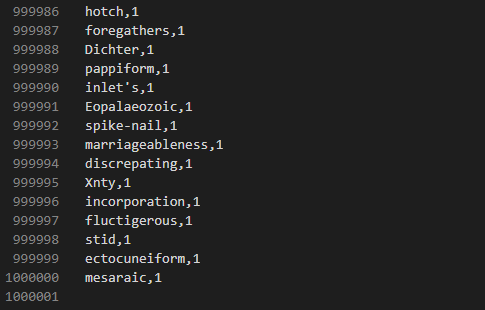 999986 hotch,1
999987 foregathers,1
999988 Dichter,1
999989 pappiform,1
999990 inlet's,1
999991 Eopalaeozoic,1
999992 spike-nail,1
999993 marriageableness,1
999994 discrepating,1
999995 Xnty,1
999996 incorporation,1
999997 fluctigerous,1
999998 stid,1
999999 ectocuneiform,1
1000000 mesaraic,1
1000001